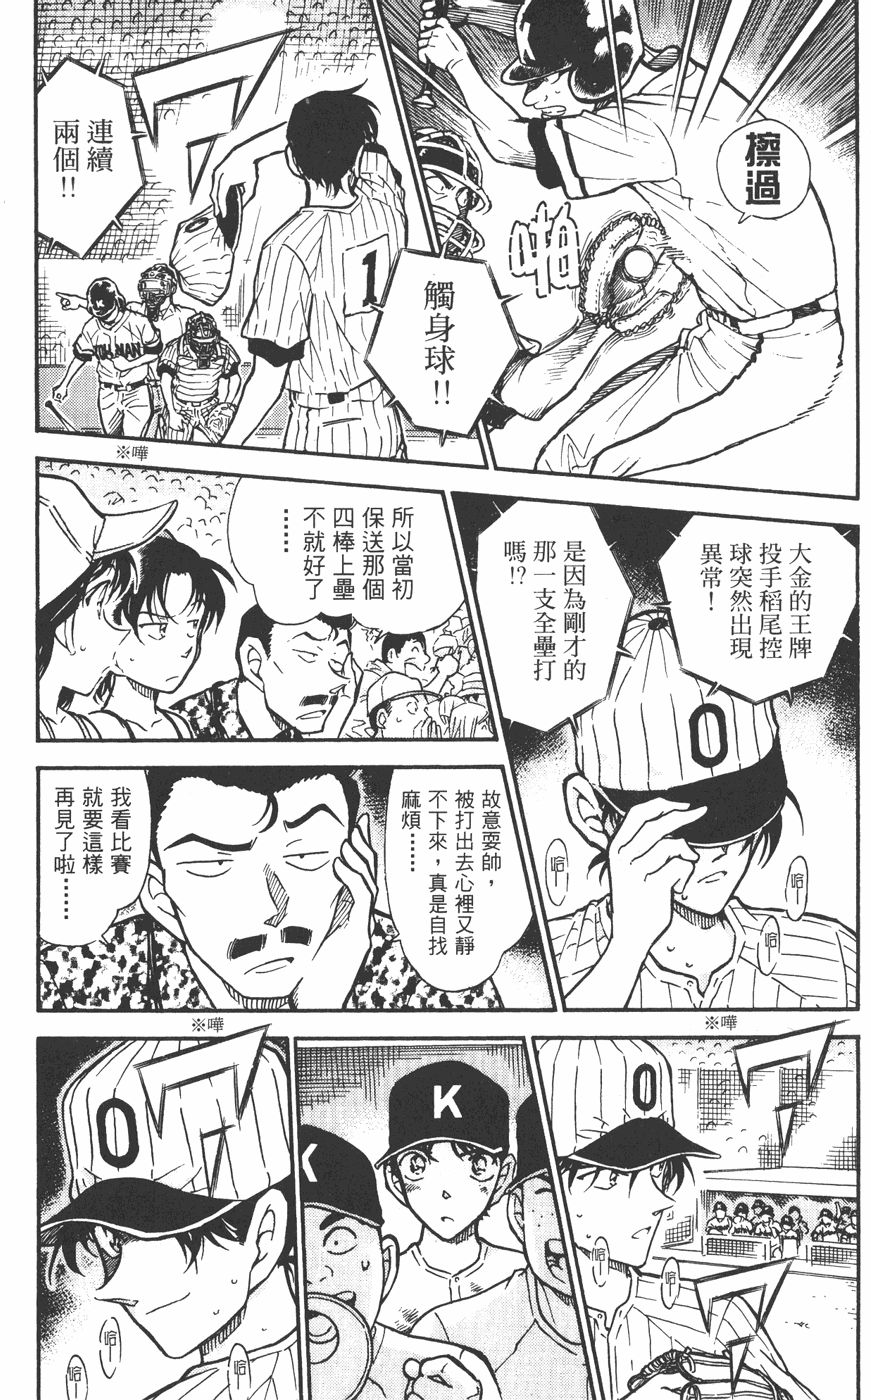 擦過
啪
觸身球!!
連續
兩個!!
1
K
※嘩
大金的王牌
投手稻尾控
球突然出現
異常!
是因為剛才的
那一支全壘打
嗎!?
O
哈
哈
哈
哈
所以當初
保送那個
四棒上壘
不就好了
……
故意耍帥，
被打出去心裡又靜
不下來，真是自找
麻煩……
我看比賽
就要這樣
再見了啦……
※嘩
※嘩
O
哈
哈
K
K
O
哈
哈
哈